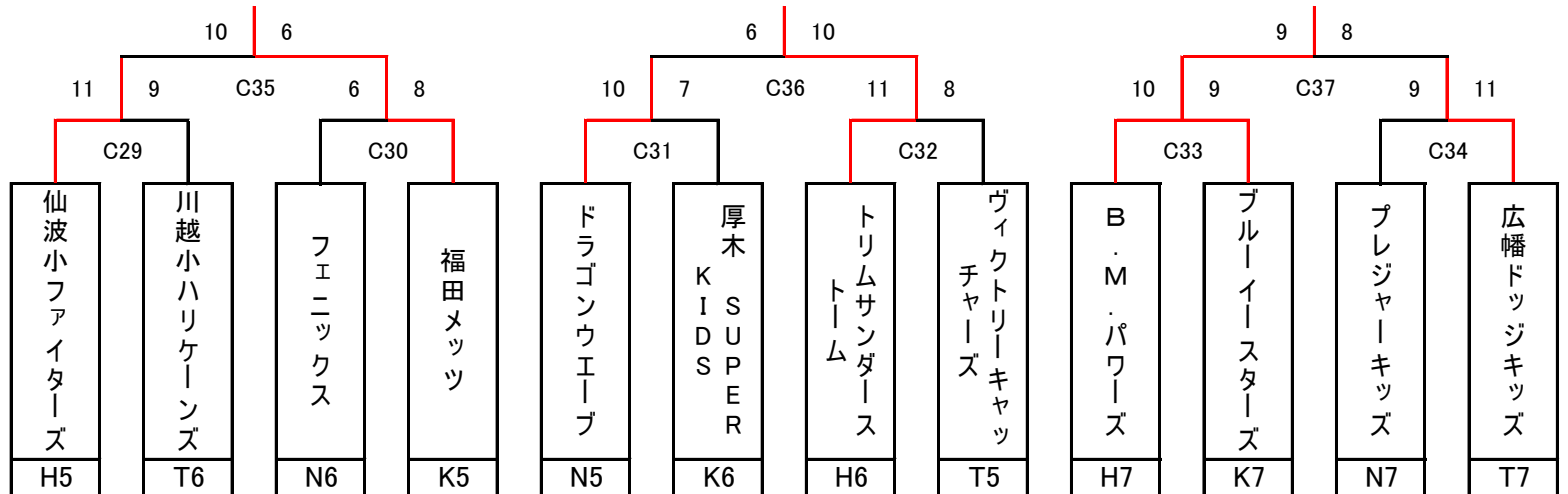 10 6 6 10 9 8
11 9 C35 6 8 10 7 C36 11 8 10 9 C37 9 11
C29 C30 C31 C32 C33 C34
仙波小ファイターズ
川越小ハリケーンズ
フェニックス
福田メッツ
ドラゴンウエーブ
厚木 SUPER
KIDS
トリムサンダース
トーム
ヴィクトリーキャッ
チャーズ
B.M.パワーズ
ブルーイースターズ
プレジャーキッズ
広幡ドッジキッズ
H5 T6 N6 K5 N5 K6 H6 T5 H7 K7 N7 T7